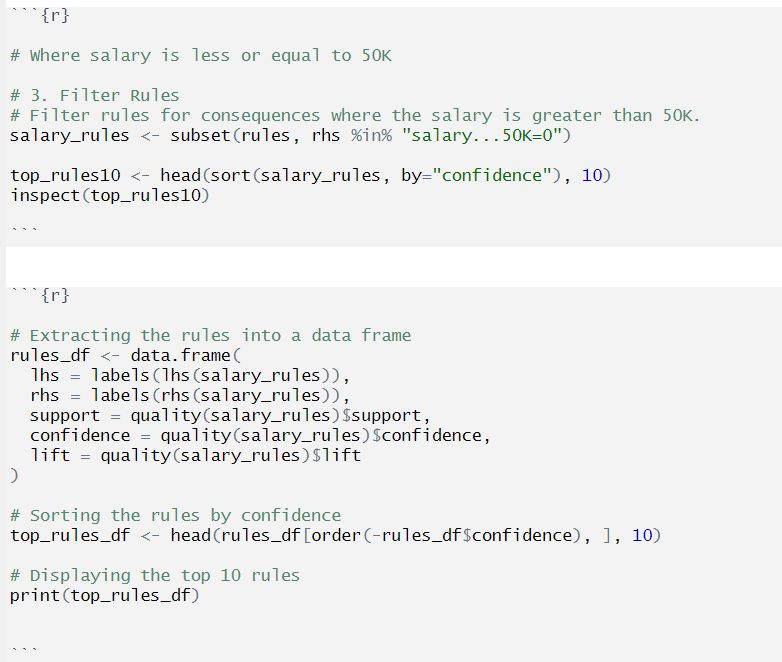 ```{r}
# Where salary is less or equal to 50K
# 3. Filter Rules
# Filter rules for consequences where the salary is greater than 50K.
salary_rules <- subset(rules, rhs %in% "salary...50K=0")
top_rules10 <- head(sort(salary_rules, by="confidence"), 10)
inspect(top_rules10)
```
```{r}
# Extracting the rules into a data frame
rules_df <- data.frame(
  lhs = labels(lhs(salary_rules)),
  rhs = labels(rhs(salary_rules)),
  support = quality(salary_rules)$support,
  confidence = quality(salary_rules)$confidence,
  lift = quality(salary_rules)$lift
)
# Sorting the rules by confidence
top_rules_df <- head(rules_df[order(-rules_df$confidence), ], 10)
# Displaying the top 10 rules
print(top_rules_df)
```